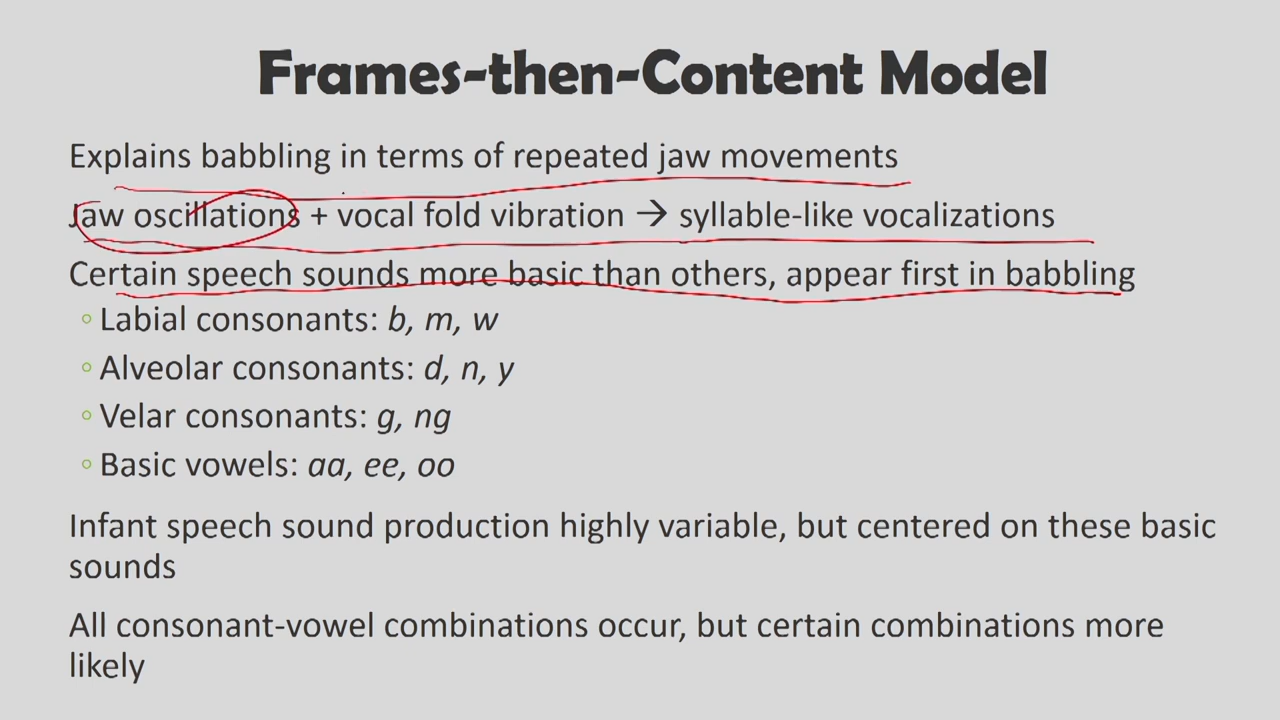 Frames-then-Content Model
Explains babbling in terms of repeated jaw movements
Jaw oscillations + vocal fold vibration → syllable-like vocalizations
Certain speech sounds more basic than others, appear first in babbling
◦ Labial consonants: b, m, w
◦ Alveolar consonants: d, n, y
◦ Velar consonants: g, ng
◦ Basic vowels: aa, ee, oo
Infant speech sound production highly variable, but centered on these basic
sounds
All consonant-vowel combinations occur, but certain combinations more
likely